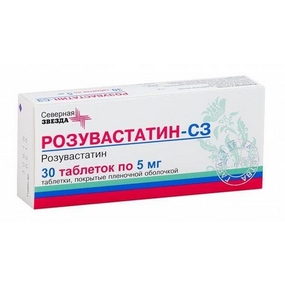 Северная
ЗВЕЗДА
РОЗУВАСТАТИН-СЗ
Розувастатин
30 таблеток по 5 мг
таблетки, покрытые пленочной оболочкой